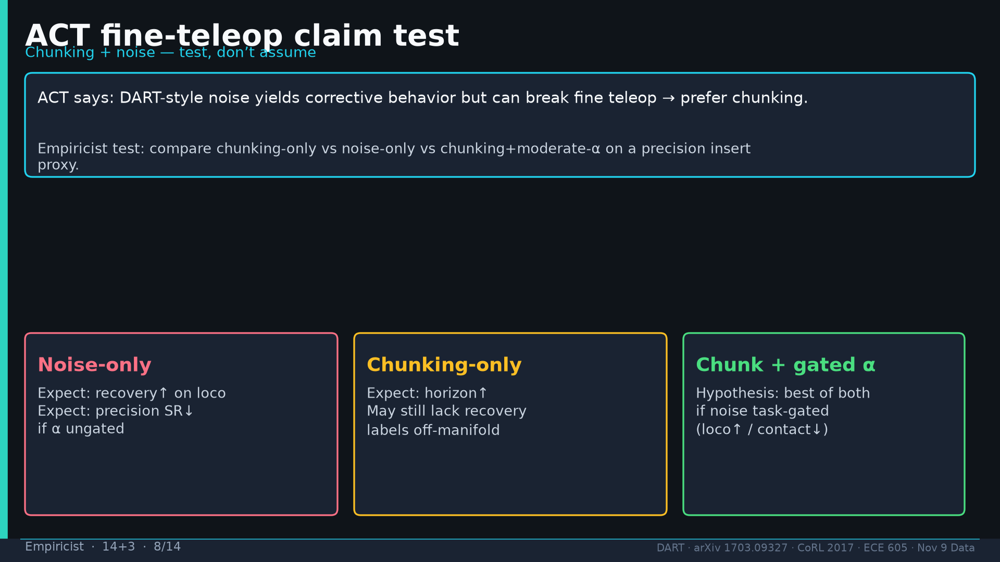 ACT fine-teleop claim test
Chunking + noise — test, don’t assume
ACT says: DART-style noise yields corrective behavior but can break fine teleop → prefer chunking.
Empiricist test: compare chunking-only vs noise-only vs chunking+moderate-α on a precision insert
proxy.
Noise-only
Expect: recovery↑ on loco
Expect: precision SR↓
if α ungated
Chunking-only
Expect: horizon↑
May still lack recovery
labels off-manifold
Chunk + gated α
Hypothesis: best of both
if noise task-gated
(loco↑ / contact↓)
Empiricist · 14+3 · 8/14
DART · arXiv 1703.09327 · CoRL 2017 · ECE 605 · Nov 9 Data